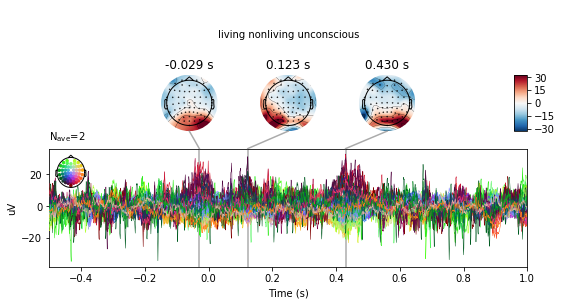 living nonliving unconscious
-0.029 s 0.123 s 0.430 s
30
15
0
−15
−30
Nave=2
uV
20
0
−20
−0.4 −0.2 0.0 0.2 0.4 0.6 0.8 1.0
Time (s)